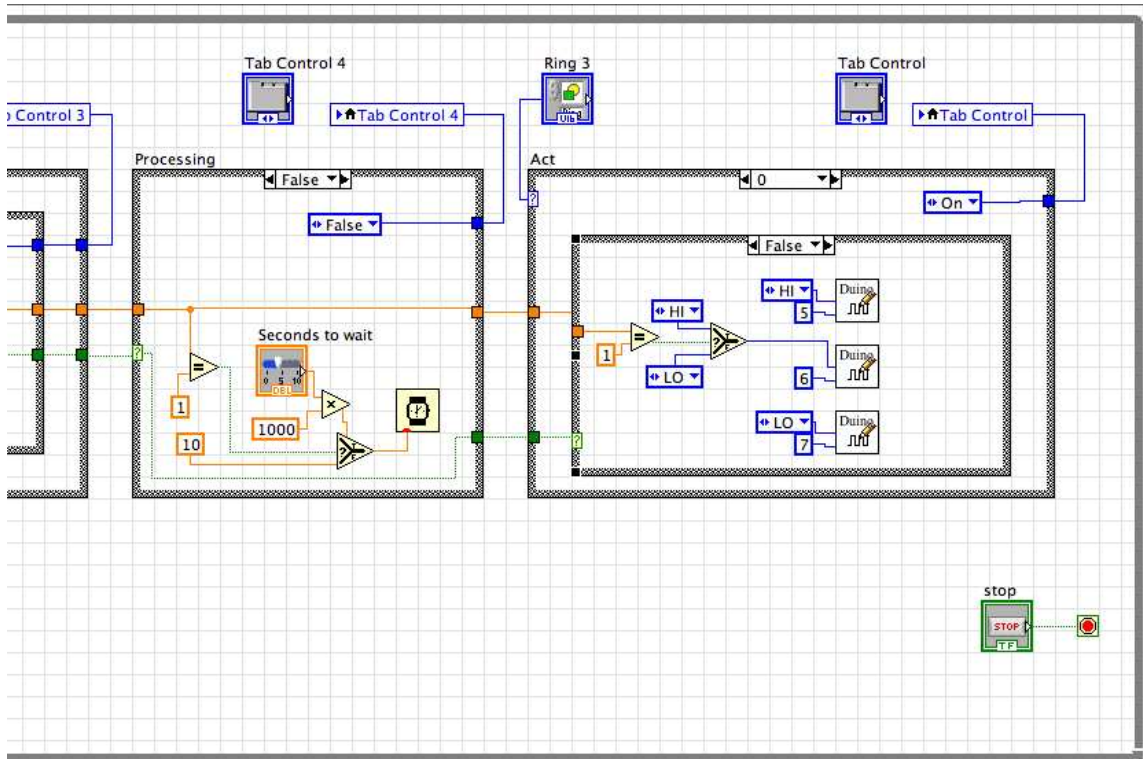 Tab Control 4
Ring 3
Tab Control
Control 3
Tab Control 4
Tab Control
Processing
False
Act
0
False
On
False
HI
Duino
5
HI
Seconds to wait
=
=
1
?
T
F
LO
6
Duino
0 5 10
DBL
1
×
1000
10
?
T
F
LO
Duino
7
?
?
?
stop
STOP
TF